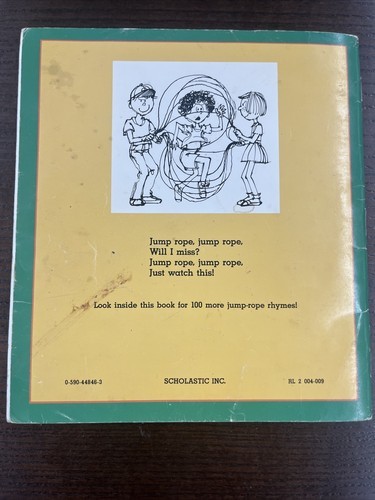 Jump rope, jump rope,
Will I miss?
Jump rope, jump rope,
Just watch this!
Look inside this book for 100 more jump-rope rhymes!
0-590-44846-3 SCHOLASTIC INC. RL 2 004-009